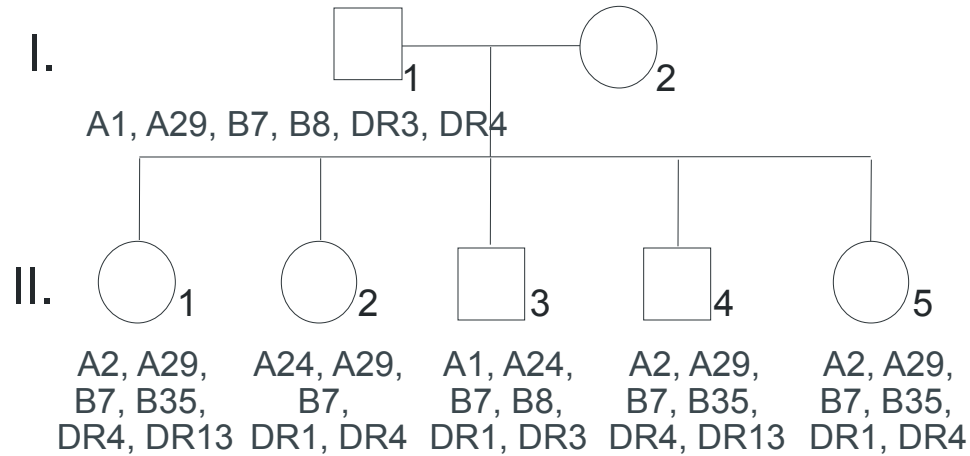 I.
1
2
A1, A29, B7, B8, DR3, DR4
II.
1
2
3
4
5
A2, A29,
B7, B35,
DR4, DR13
A24, A29,
B7,
DR1, DR4
A1, A24,
B7, B8,
DR1, DR3
A2, A29,
B7, B35,
DR4, DR13
A2, A29,
B7, B35,
DR1, DR4